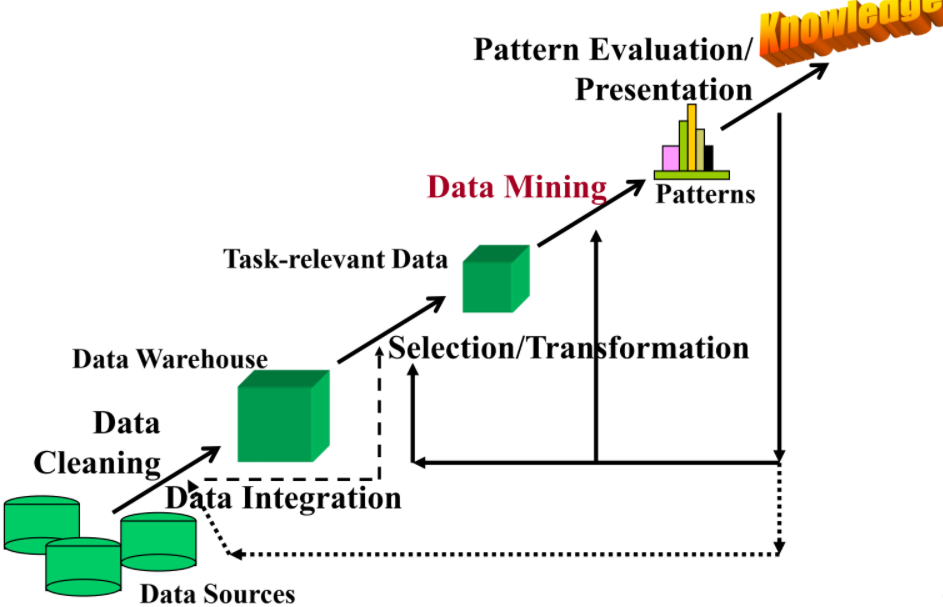 Knowledge
Pattern Evaluation/
Presentation
Data Mining
Patterns
Task-relevant Data
Selection/Transformation
Data Warehouse
Data
Cleaning
Data Integration
Data Sources